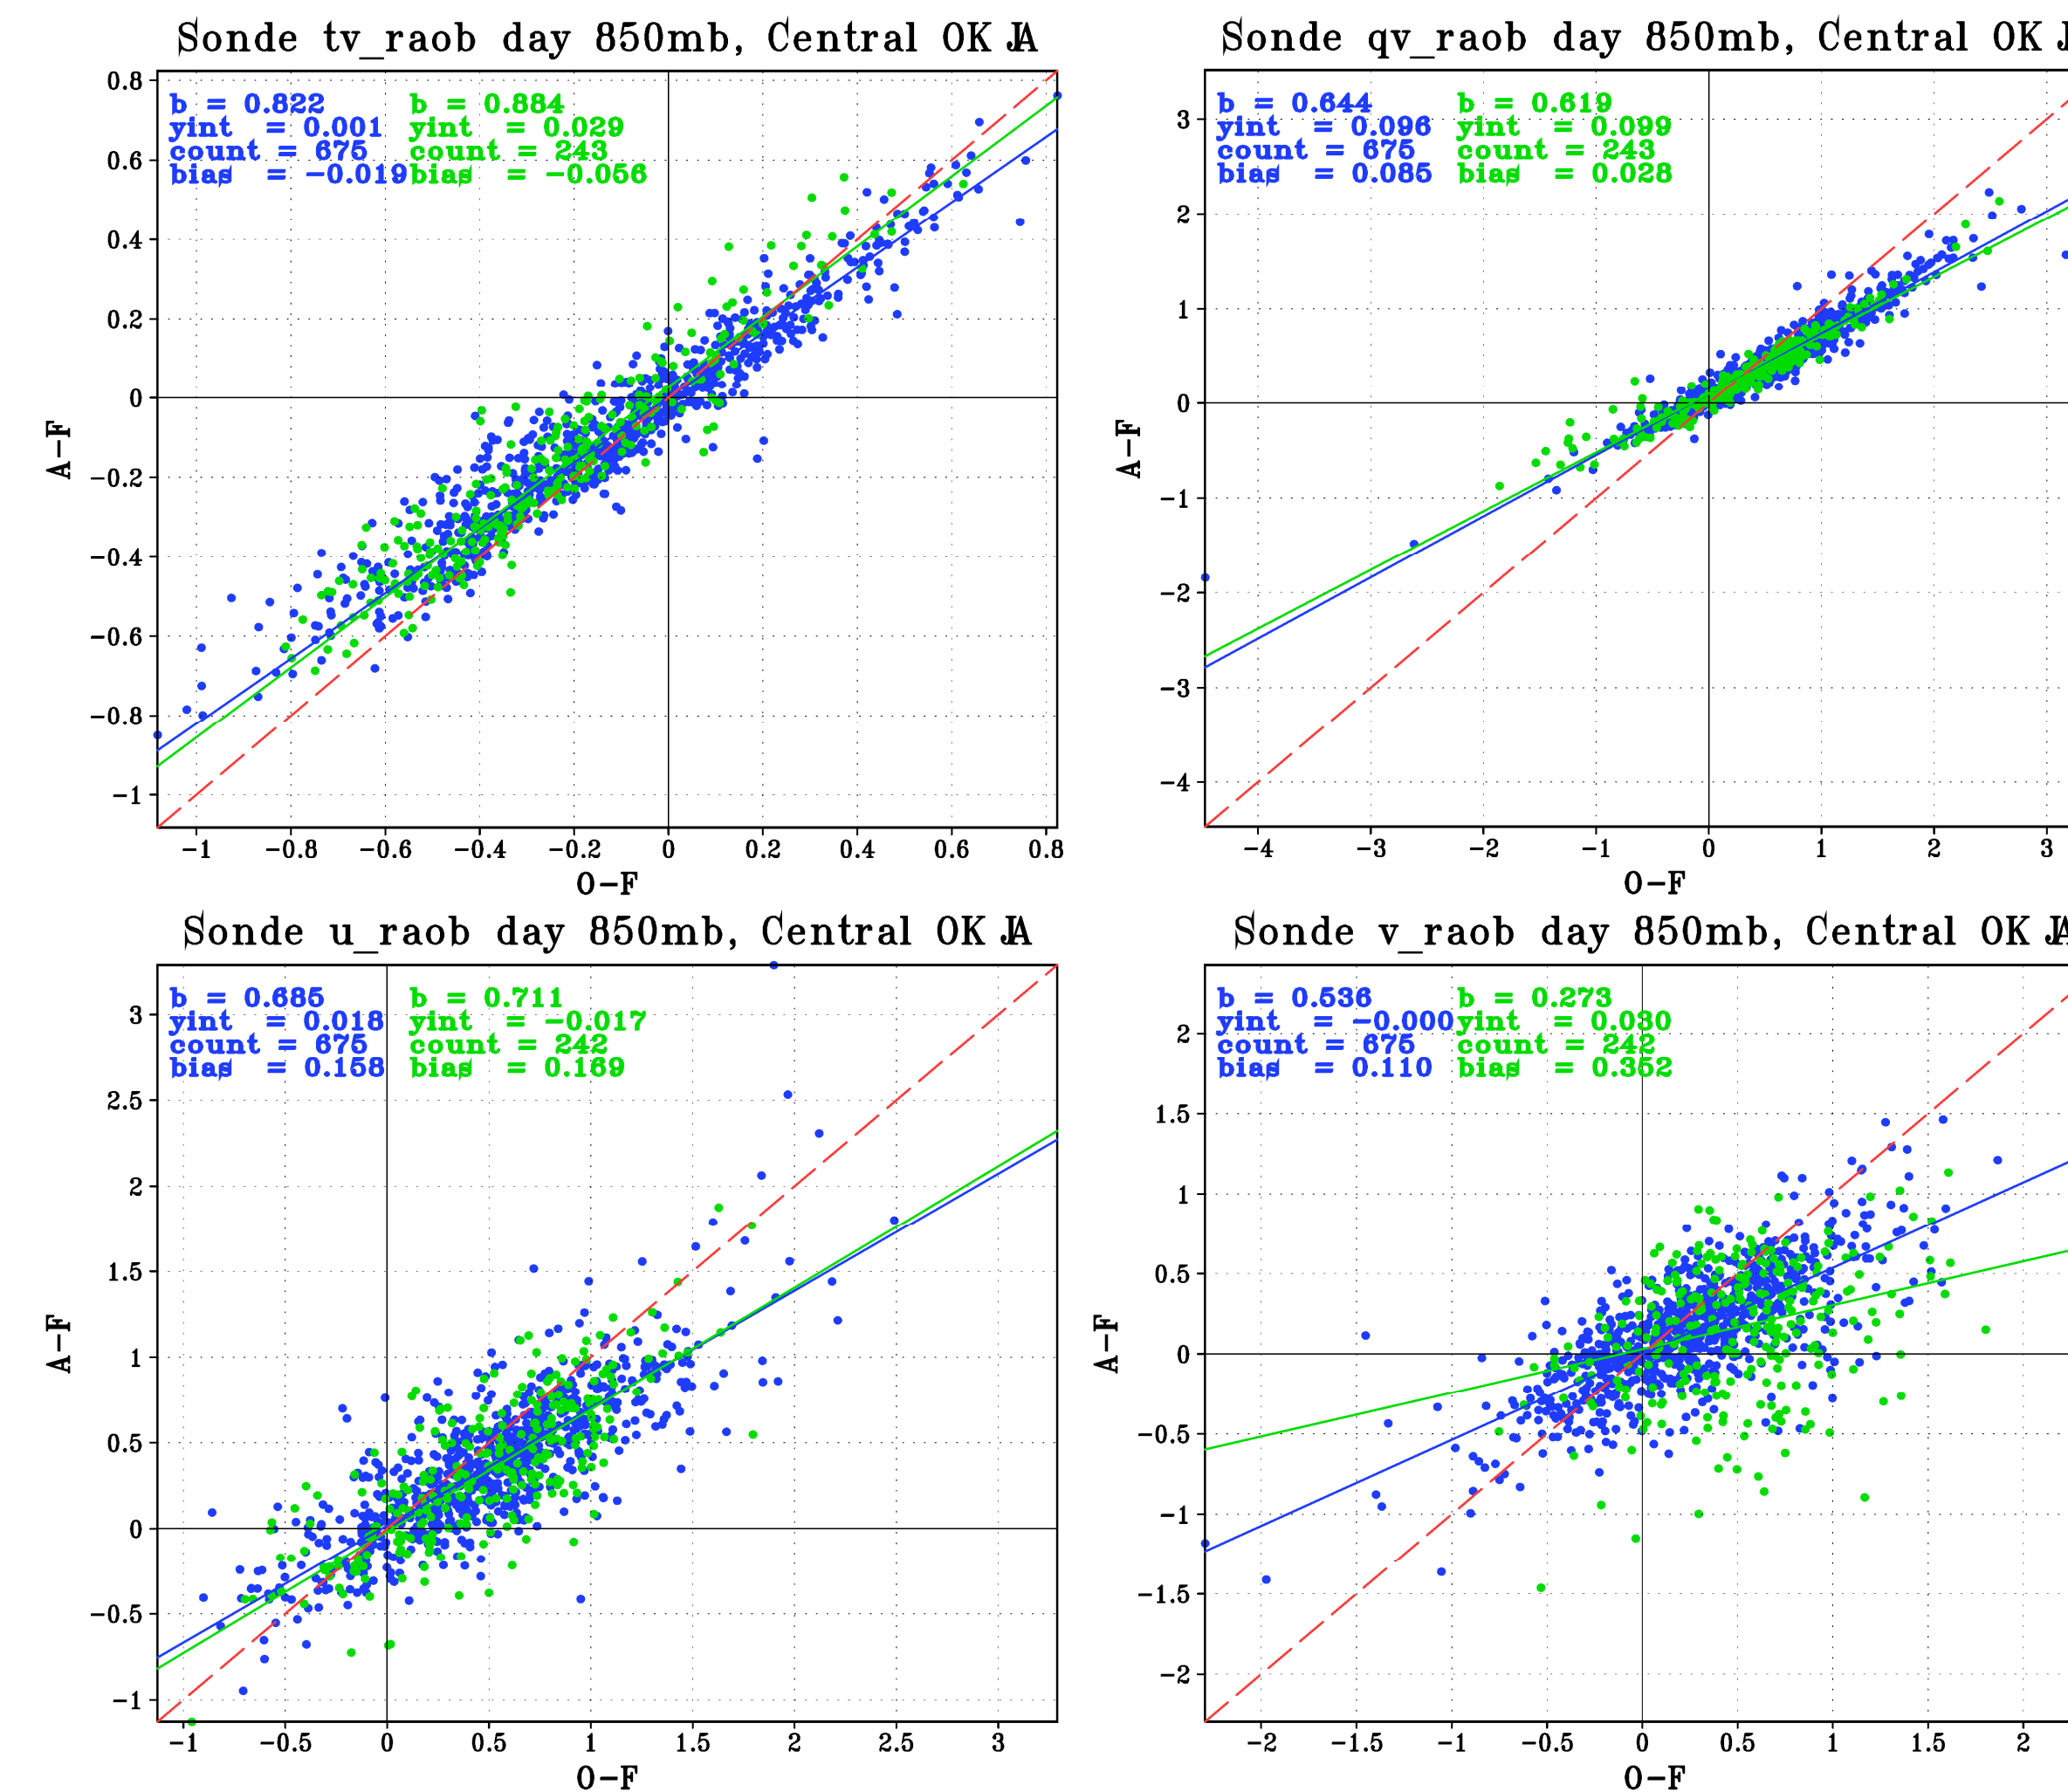 Sonde tv_raob day 850mb, Central OK JA
b = 0.822 b = 0.884
yint = 0.001 yint = 0.029
count = 675 count = 243
bias = −0.019 bias = −0.056
0.8
0.6
0.4
0.2
0
−0.2
−0.4
−0.6
−0.8
−1
A−F
−1 −0.8 −0.6 −0.4 −0.2 0 0.2 0.4 0.6 0.8
O−F
Sonde qv_raob day 850mb, Central OK J
b = 0.644 b = 0.619
yint = 0.096 yint = 0.099
count = 675 count = 243
bias = 0.085 bias = 0.028
3
2
1
0
−1
−2
−3
−4
A−F
−4 −3 −2 −1 0 1 2 3
O−F
Sonde u_raob day 850mb, Central OK JA
b = 0.685 b = 0.711
yint = 0.018 yint = −0.017
count = 675 count = 242
bias = 0.158 bias = 0.169
3
2.5
2
1.5
1
0.5
0
−0.5
−1
A−F
−1 −0.5 0 0.5 1 1.5 2 2.5 3
O−F
Sonde v_raob day 850mb, Central OK JA
b = 0.536 b = 0.273
yint = −0.000 yint = 0.030
count = 675 count = 242
bias = 0.110 bias = 0.352
2
1.5
1
0.5
0
−0.5
−1
−1.5
−2
A−F
−2 −1.5 −1 −0.5 0 0.5 1 1.5 2
O−F